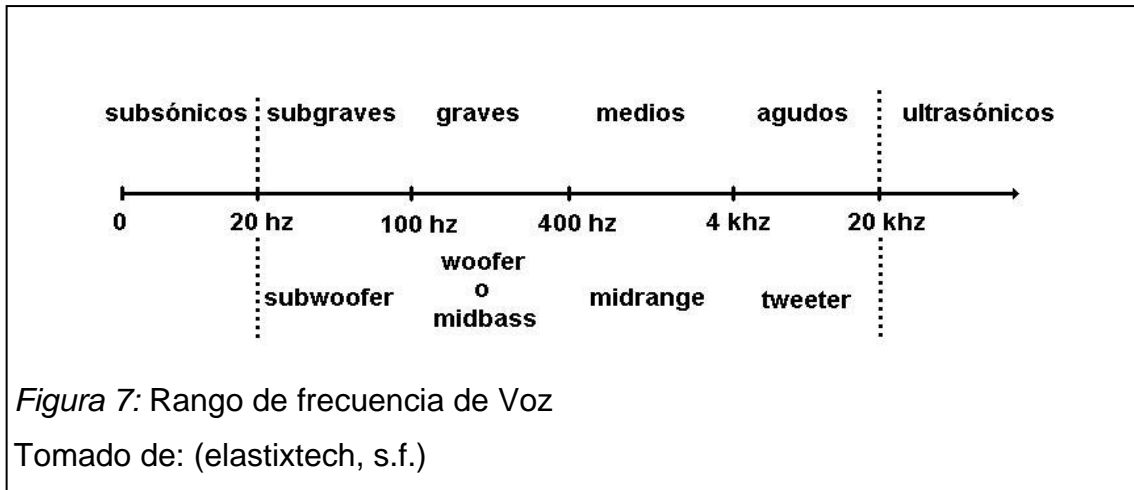 subsónicos subgraves graves medios agudos ultrasónicos
0 20 hz 100 hz 400 hz 4 khz 20 khz
woofer
subwoofer o midrange tweeter
midbass
Figura 7: Rango de frecuencia de Voz
Tomado de: (elastixtech, s.f.)